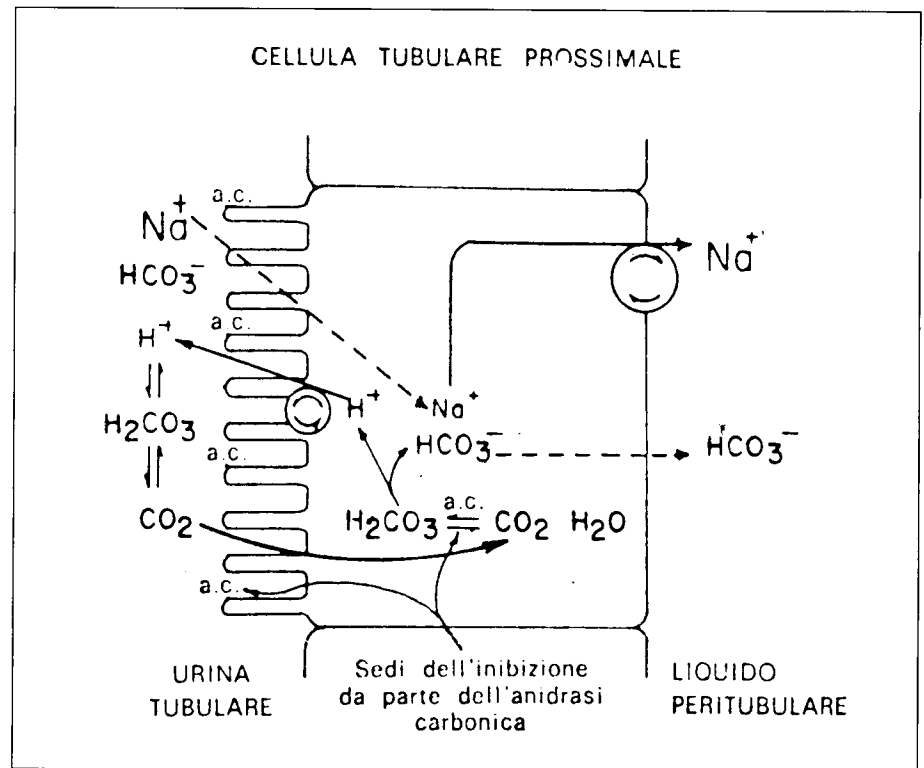 CELLULA TUBULARE PROSSIMALE
a.c.
Na+
HCO3−
a.c.
H+
H2CO3
a.c.
CO2
a.c.
H+
Na+
HCO3−
a.c.
H2CO3 ⇌ CO2 H2O
Na+
HCO3−
URINA
TUBULARE
Sedi dell'inibizione
da parte dell'anidrasi
carbonica
LIQUIDO
PERITUBULARE